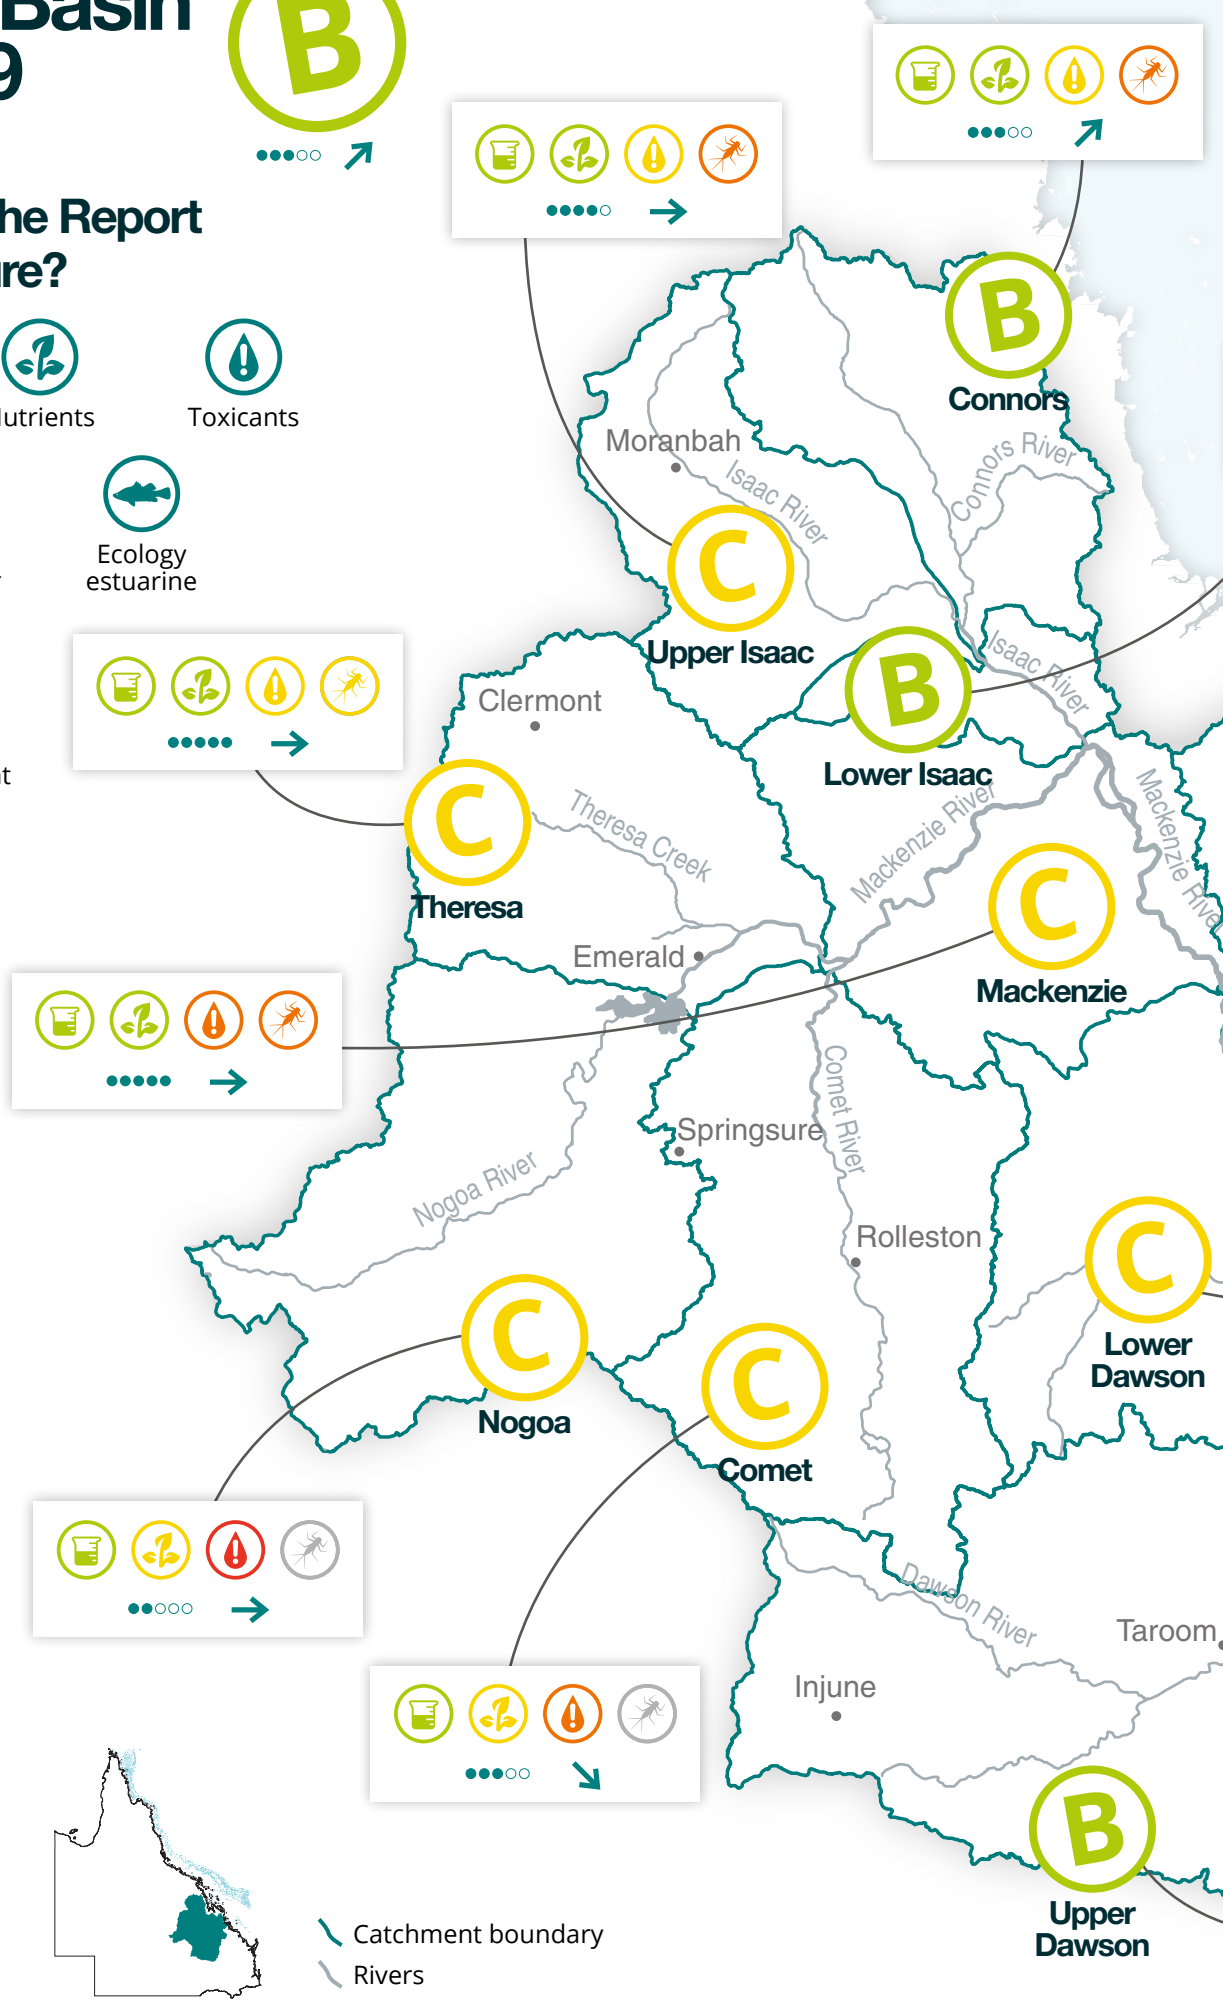 Basin
9
B
he Report
re?
utrients
Toxicants
Ecology
estuarine
t
B
Connors
Moranbah
Isaac River
Connors River
C
Upper Isaac
B
Lower Isaac
Isaac River
Clermont
C
Theresa
Theresa Creek
Mackenzie River
Mackenzie River
C
Mackenzie
Emerald
Comet River
Springsure
Nogoa River
Rolleston
C
Lower
Dawson
C
Nogoa
C
Comet
Dawson River
Taroom
Injune
B
Upper
Dawson
Catchment boundary
Rivers